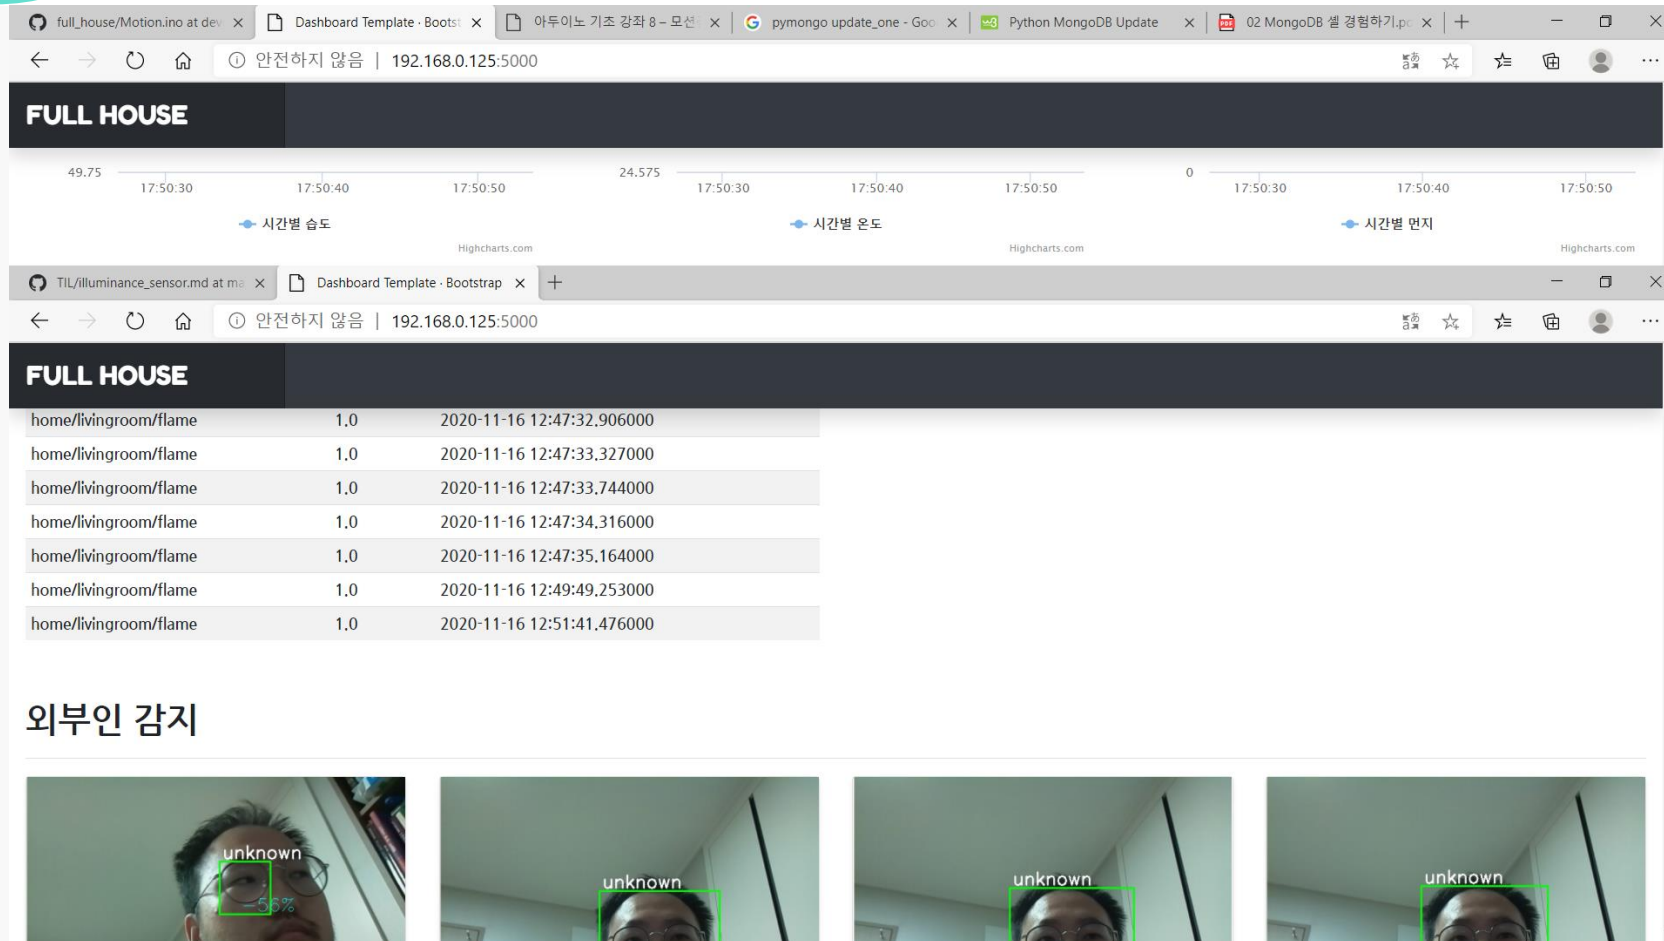 full_house/Motion.ino at dev
Dashboard Template · Bootst
아두이노 기초 강좌 8 – 모션
pymongo update_one - Goo
Python MongoDB Update
02 MongoDB 셸 경험하기.pd
안전하지 않음 | 192.168.0.125:5000
FULL HOUSE
49.75
17:50:30 17:50:40 17:50:50
시간별 습도
Highcharts.com
24.575
17:50:30 17:50:40 17:50:50
시간별 온도
Highcharts.com
0
17:50:30 17:50:40 17:50:50
시간별 먼지
Highcharts.com
TIL/illuminance_sensor.md at ma
Dashboard Template · Bootstrap
안전하지 않음 | 192.168.0.125:5000
FULL HOUSE
home/livingroom/flame 1.0 2020-11-16 12:47:32.906000
home/livingroom/flame 1.0 2020-11-16 12:47:33.327000
home/livingroom/flame 1.0 2020-11-16 12:47:33.744000
home/livingroom/flame 1.0 2020-11-16 12:47:34.316000
home/livingroom/flame 1.0 2020-11-16 12:47:35.164000
home/livingroom/flame 1.0 2020-11-16 12:49:49.253000
home/livingroom/flame 1.0 2020-11-16 12:51:41.476000
외부인 감지
unknown
-56%
unknown
unknown
unknown